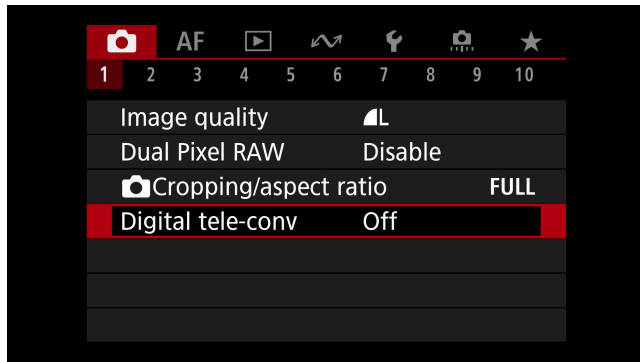 AF
1 2 3 4 5 6 7 8 9 10
Image quality L
Dual Pixel RAW Disable
Cropping/aspect ratio FULL
Digital tele-conv Off